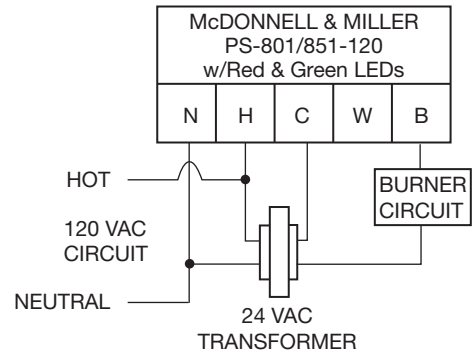 McDONNELL & MILLER
PS-801/851-120
w/Red & Green LEDs
N H C W B
HOT
BURNER
CIRCUIT
120 VAC
CIRCUIT
NEUTRAL
24 VAC
TRANSFORMER